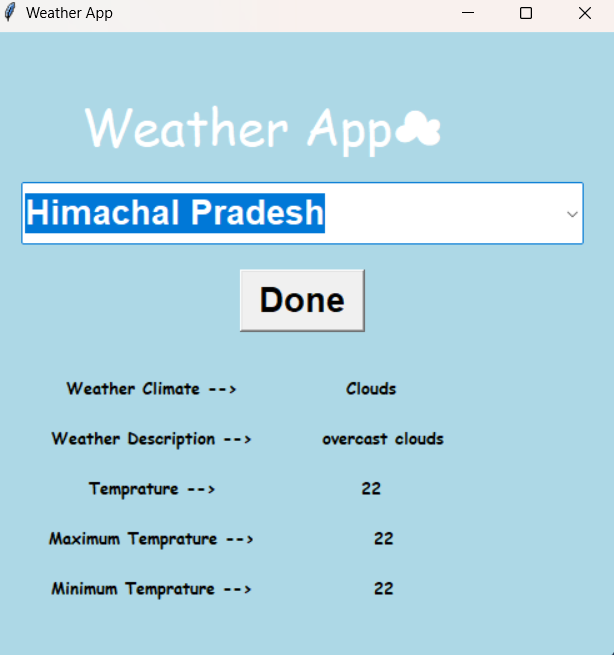 Weather App
Weather App
Himachal Pradesh
Done
Weather Climate --> Clouds
Weather Description --> overcast clouds
Temprature --> 22
Maximum Temprature --> 22
Minimum Temprature --> 22